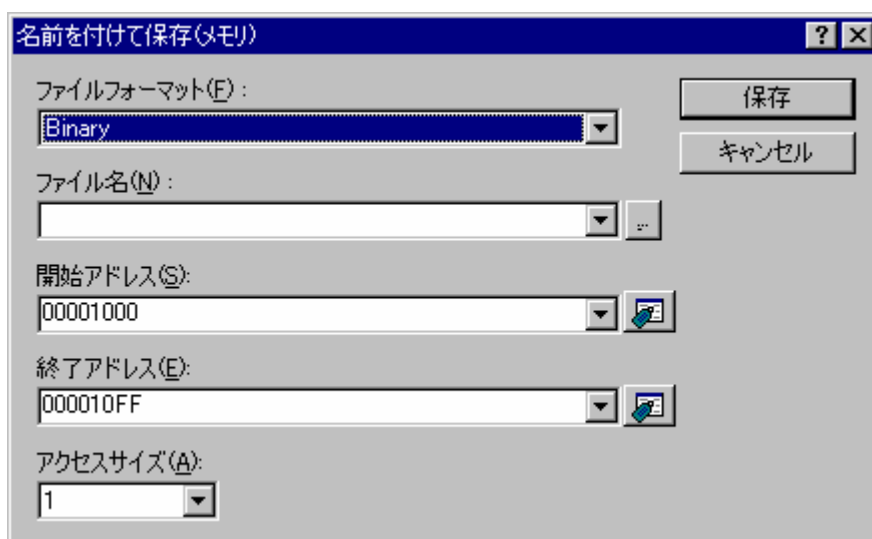 名前を付けて保存(メモリ)
ファイルフォーマット(F) :
Binary
保存
キャンセル
ファイル名(N) :
...
開始アドレス(S):
00001000
終了アドレス(E):
000010FF
アクセスサイズ(A):
1